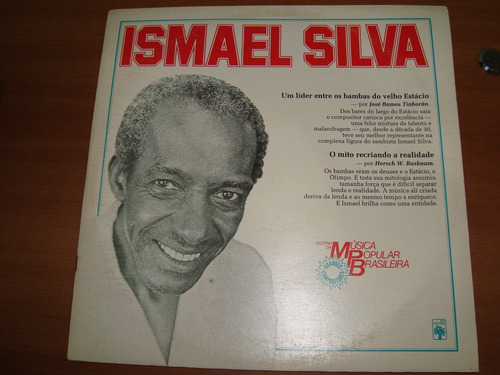 ISMAEL SILVA
Um líder entre os bambas do velho Estácio
— por José Ramos Tinhorão.
Dos bares do largo do Estácio saía
o compositor carioca por excelência —
uma feliz mistura de talento e
malandragem — que, desde a década de 30,
teve seu melhor representante na
complexa figura do sambista Ismael Silva.
O mito recriando a realidade
— por Hersch W. Basbaum.
Os bambas eram os deuses e o Estácio, o
Olimpo. E toda sua mitologia assumiu
tamanha força que é difícil separar
lenda e realidade. A música ali criada
deriva da lenda e ao mesmo tempo a enriquece.
E Ismael brilha como uma entidade.
HISTÓRIA DA
MÚSICA
POPULAR
BRASILEIRA